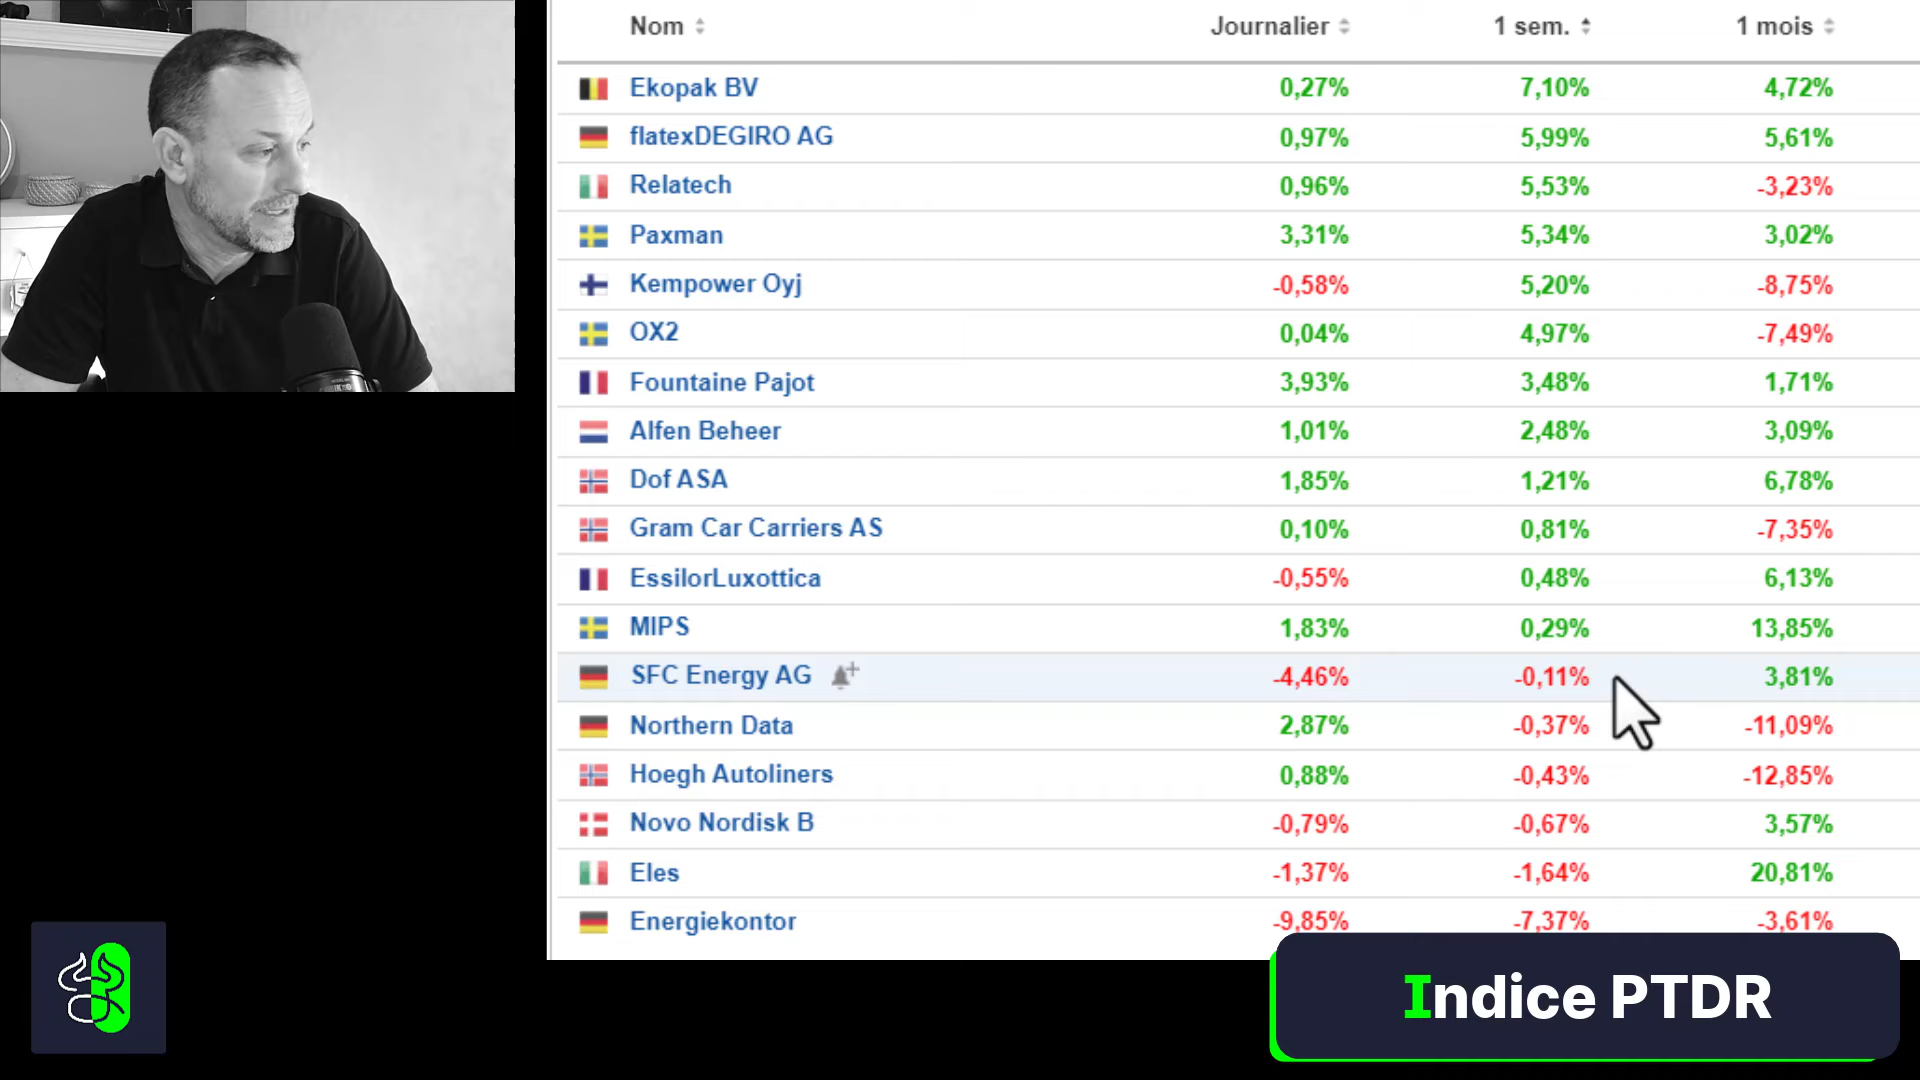 Nom Journalier 1 sem. 1 mois
Ekopak BV 0,27% 7,10% 4,72%
flatexDEGIRO AG 0,97% 5,99% 5,61%
Relatech 0,96% 5,53% -3,23%
Paxman 3,31% 5,34% 3,02%
Kempower Oyj -0,58% 5,20% -8,75%
OX2 0,04% 4,97% -7,49%
Fountaine Pajot 3,93% 3,48% 1,71%
Alfen Beheer 1,01% 2,48% 3,09%
Dof ASA 1,85% 1,21% 6,78%
Gram Car Carriers AS 0,10% 0,81% -7,35%
EssilorLuxottica -0,55% 0,48% 6,13%
MIPS 1,83% 0,29% 13,85%
SFC Energy AG -4,46% -0,11% 3,81%
Northern Data 2,87% -0,37% -11,09%
Hoegh Autoliners 0,88% -0,43% -12,85%
Novo Nordisk B -0,79% -0,67% 3,57%
Eles -1,37% -1,64% 20,81%
Energiekontor -9,85% -7,37% -3,61%
Indice PTDR